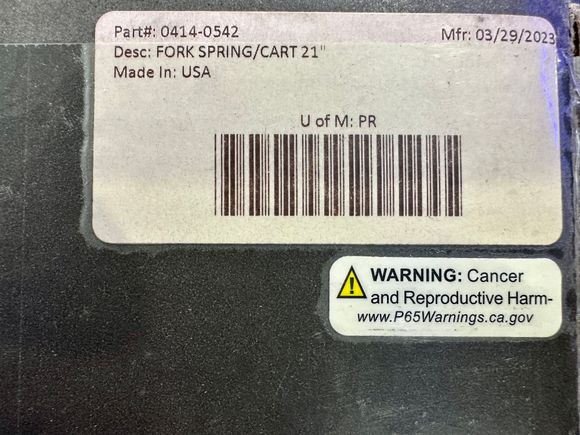 Part#: 0414-0542 Mfr: 03/29/2023
Desc: FORK SPRING/CART 21"
Made In: USA
U of M: PR
WARNING: Cancer
and Reproductive Harm-
www.P65Warnings.ca.gov